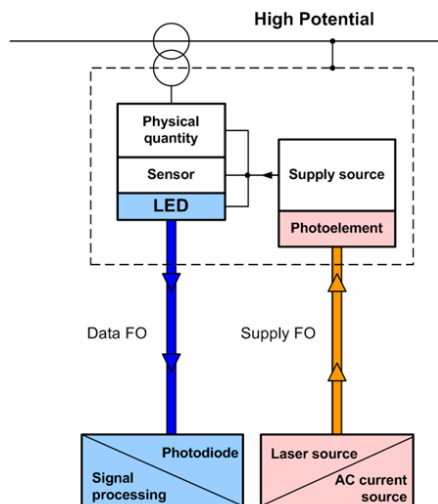 High Potential
Physical
quantity
Sensor
LED
Supply source
Photoelement
Data FO
Supply FO
Photodiode
Signal
processing
Laser source
AC current
source